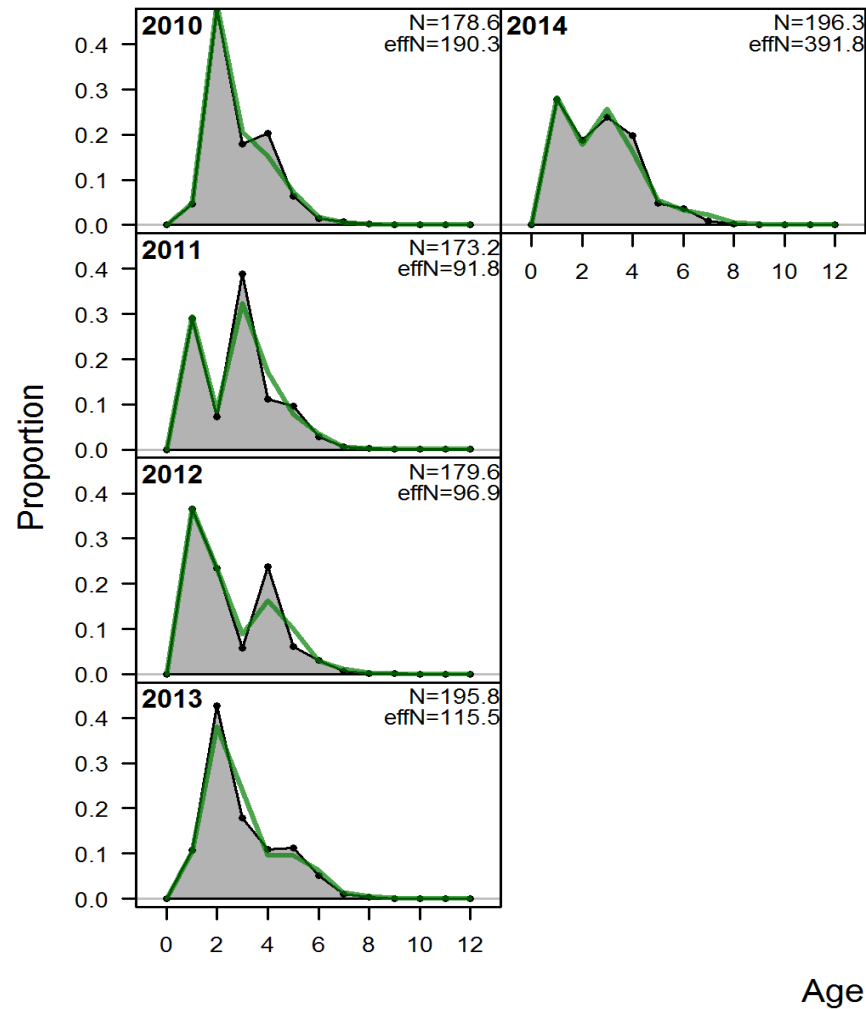 2010
N=178.6
effN=190.3
0.4
0.3
0.2
0.1
0.0
2014
N=196.3
effN=391.8
0 2 4 6 8 10 12
2011
N=173.2
effN=91.8
0.4
0.3
0.2
0.1
0.0
2012
N=179.6
effN=96.9
0.4
0.3
0.2
0.1
0.0
2013
N=195.8
effN=115.5
0.4
0.3
0.2
0.1
0.0
0 2 4 6 8 10 12
Proportion
Age